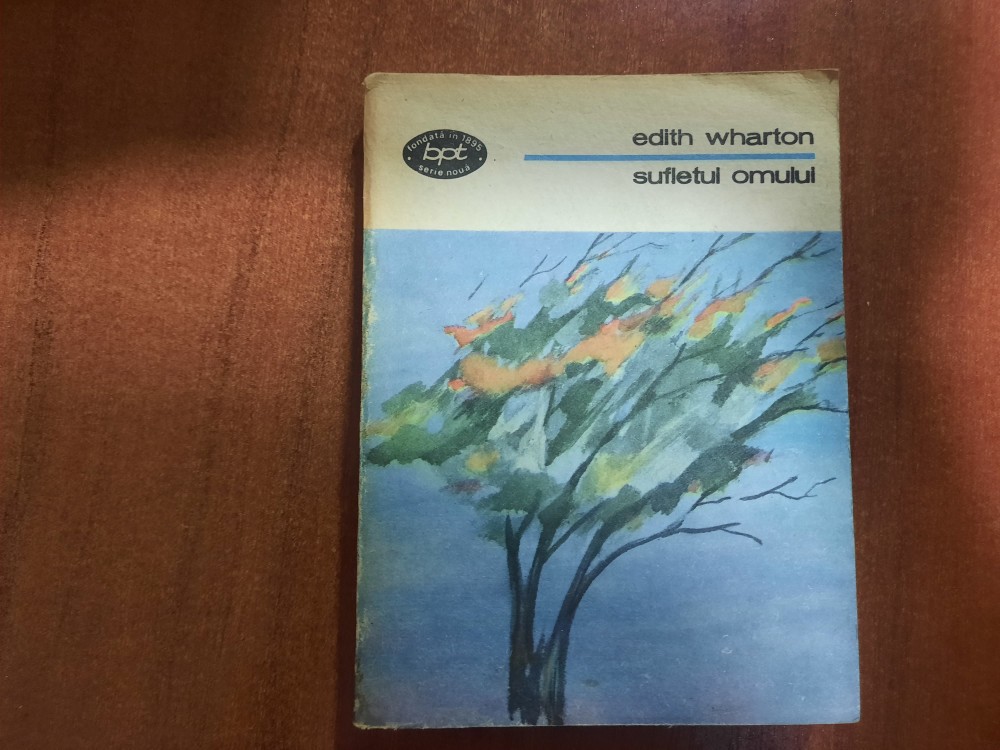 fondată în 1895
bpt
serie nouă
edith wharton
sufletul omului